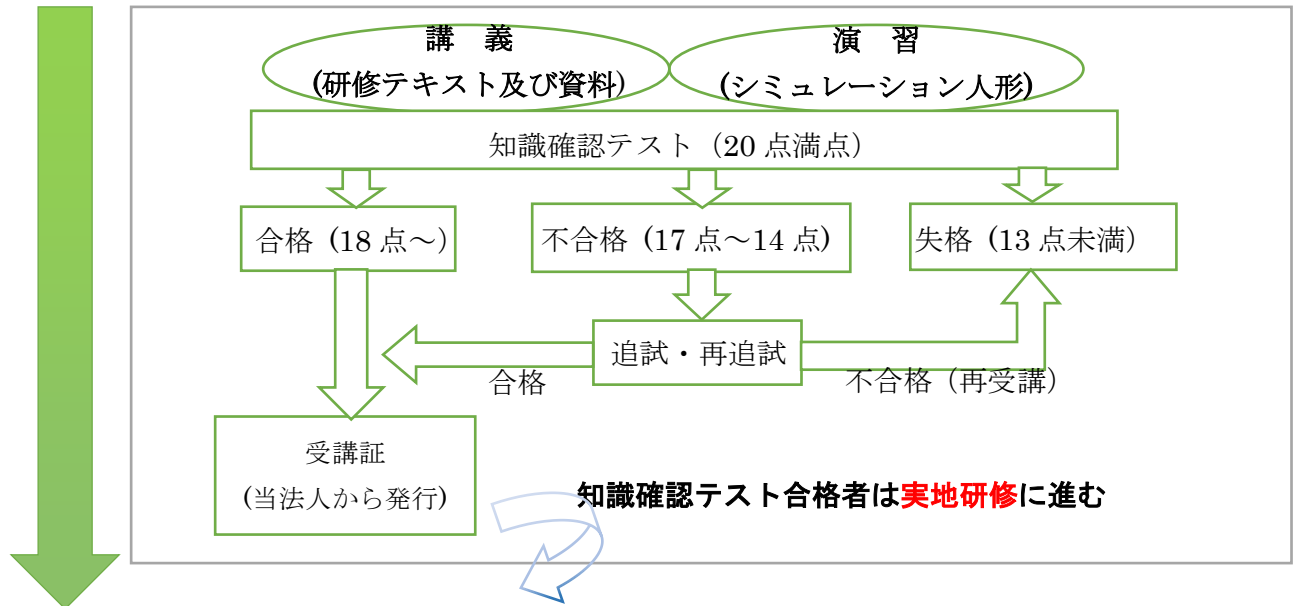 講　義
(研修テキスト及び資料)
演　習
(シミュレーション人形)
知識確認テスト（20 点満点）
合格（18 点～）
不合格（17 点～14 点)
失格（13 点未満）
追試・再追試
合格
不合格（再受講）
受講証
(当法人から発行)
知識確認テスト合格者は実地研修に進む